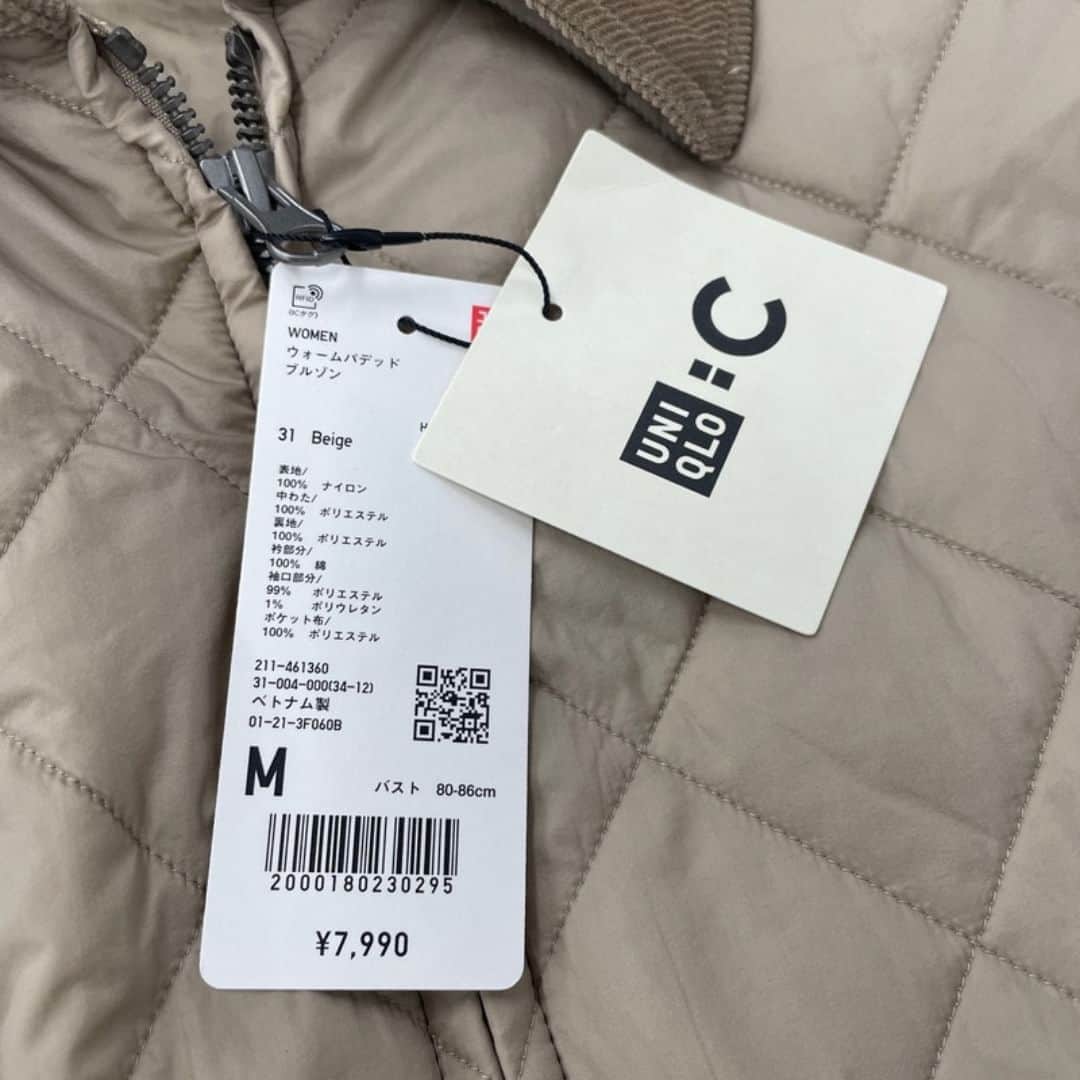 RFID
(ICタグ)
WOMEN
ウォームパデッド
ブルゾン
31 Beige
表地/
100% ナイロン
中わた/
100% ポリエステル
裏地/
100% ポリエステル
衿部分/
100% 綿
袖口部分/
99% ポリエステル
1% ポリウレタン
ポケット布/
100% ポリエステル
211-461360
31-004-000(34-12)
ベトナム製
01-21-3F060B
M バスト 80-86cm
2000180230295
¥7,990
UNI
QLO
:C